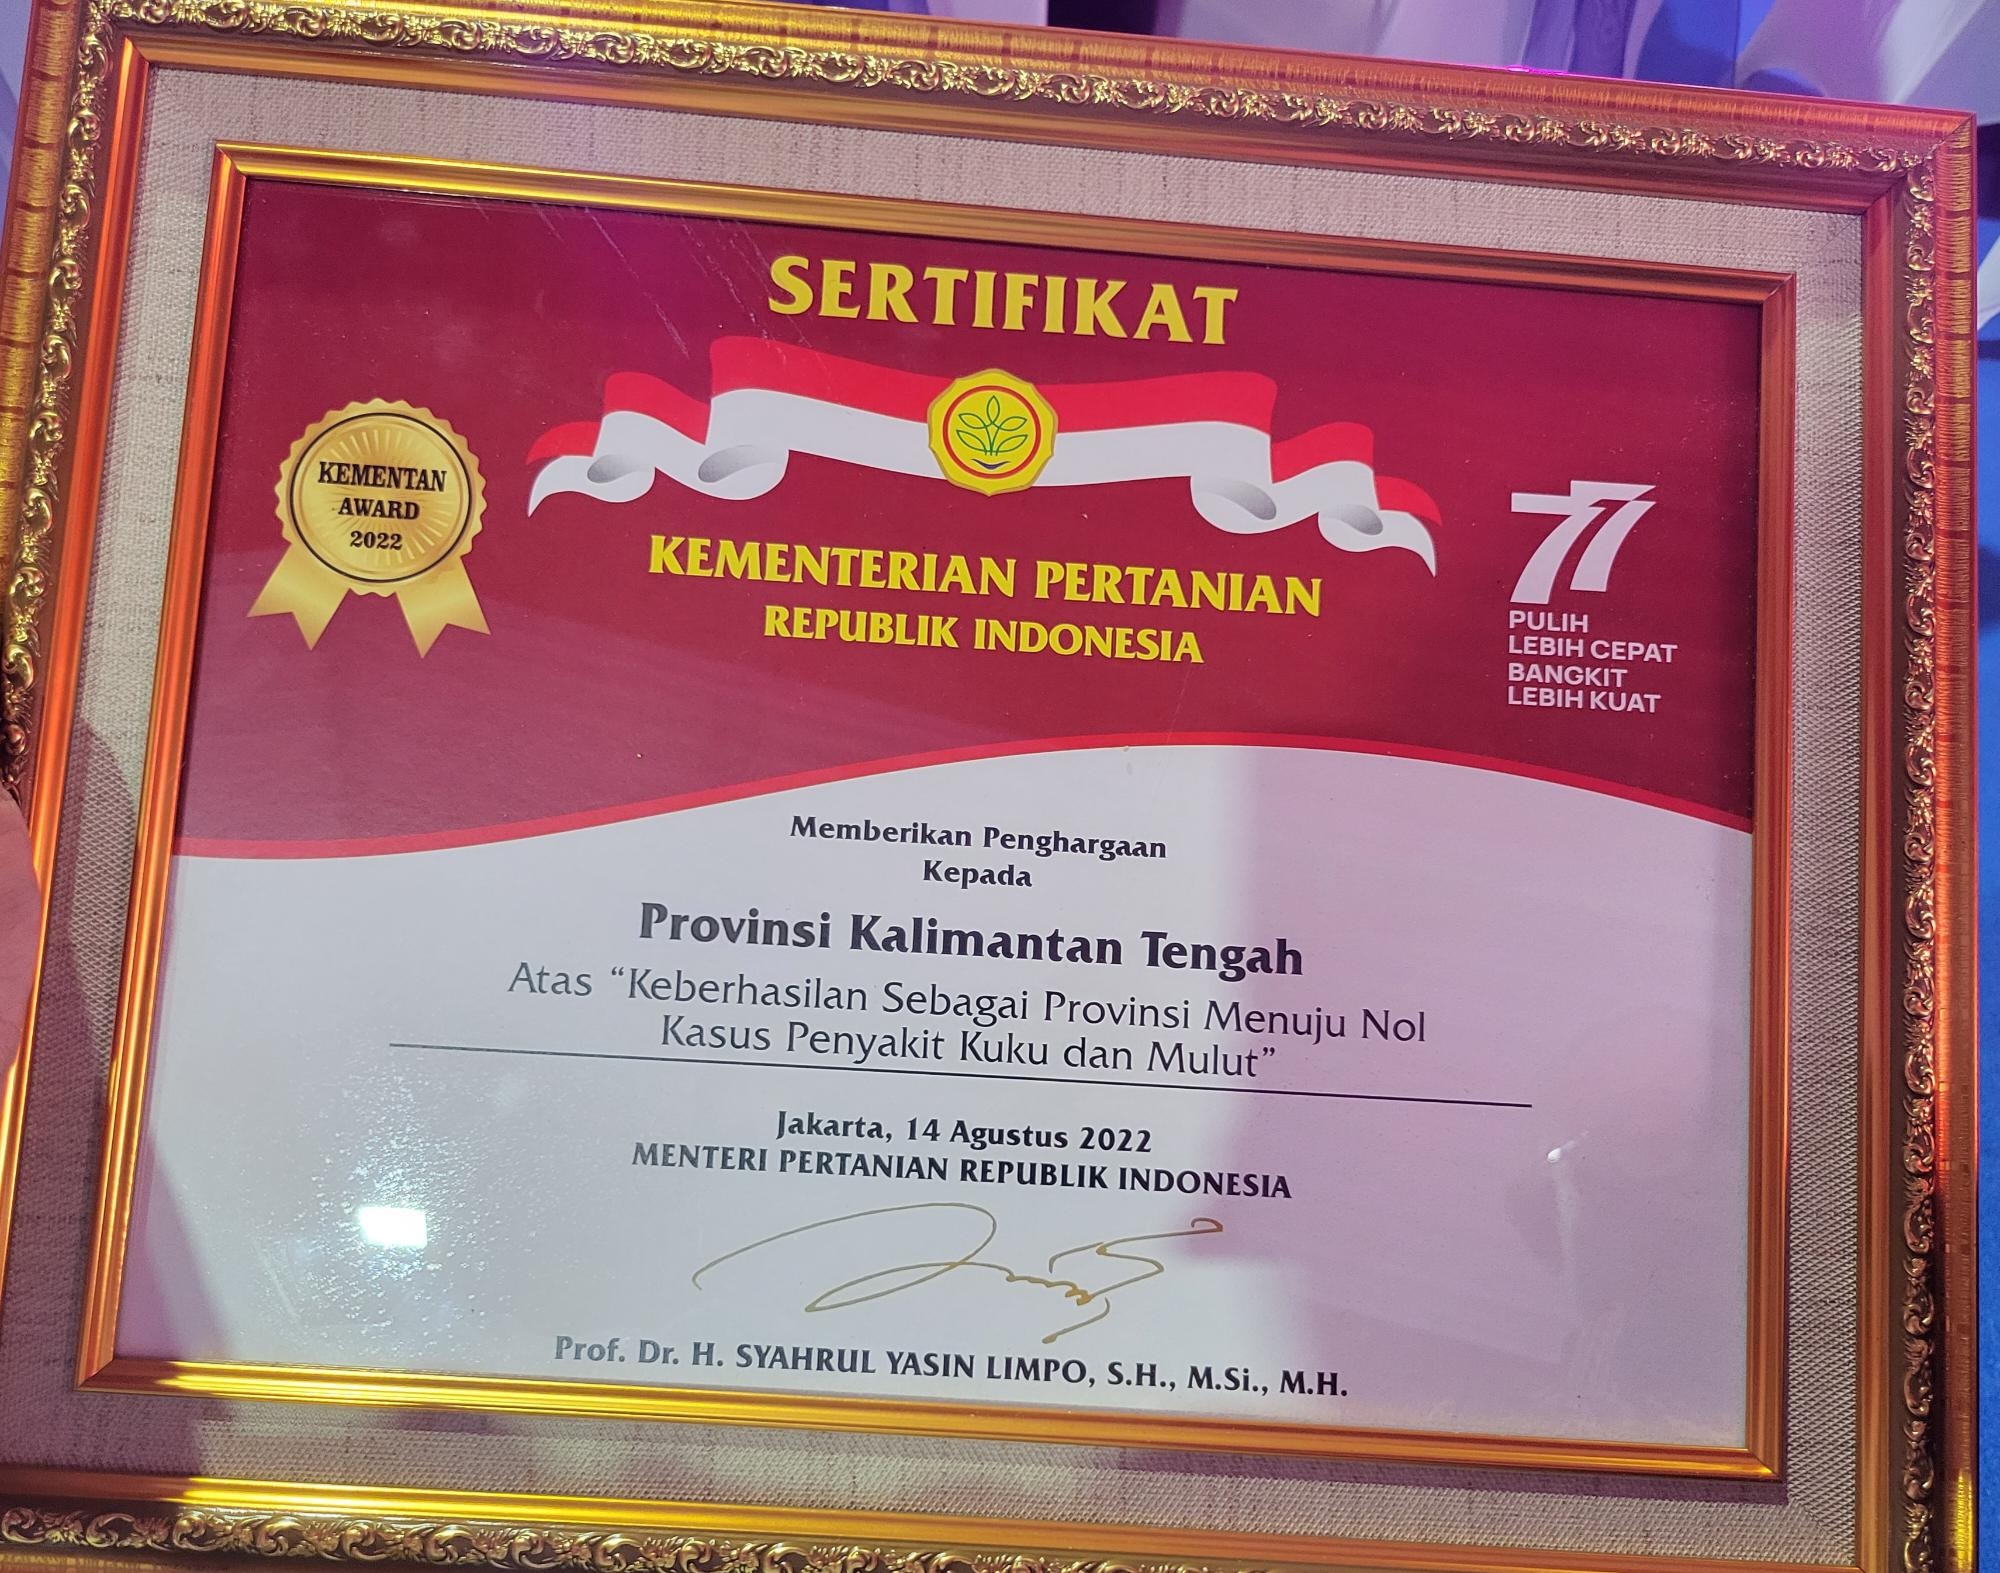 SERTIFIKAT
KEMENTAN
AWARD
2022
KEMENTERIAN PERTANIAN
REPUBLIK INDONESIA
77
PULIH
LEBIH CEPAT
BANGKIT
LEBIH KUAT
Memberikan Penghargaan
Kepada
Provinsi Kalimantan Tengah
Atas “Keberhasilan Sebagai Provinsi Menuju Nol
Kasus Penyakit Kuku dan Mulut”
Jakarta, 14 Agustus 2022
MENTERI PERTANIAN REPUBLIK INDONESIA
Prof. Dr. H. SYAHRUL YASIN LIMPO, S.H., M.Si., M.H.